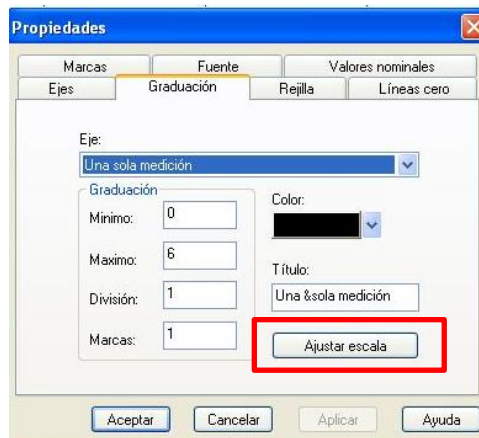 Propiedades
Marcas Fuente Valores nominales
Ejes Graduación Rejilla Líneas cero
Eje:
Una sola medición
Graduación
Minimo: 0
Maximo: 6
División: 1
Marcas: 1
Color:
Título:
Una &sola medición
Ajustar escala
Aceptar Cancelar Aplicar Ayuda